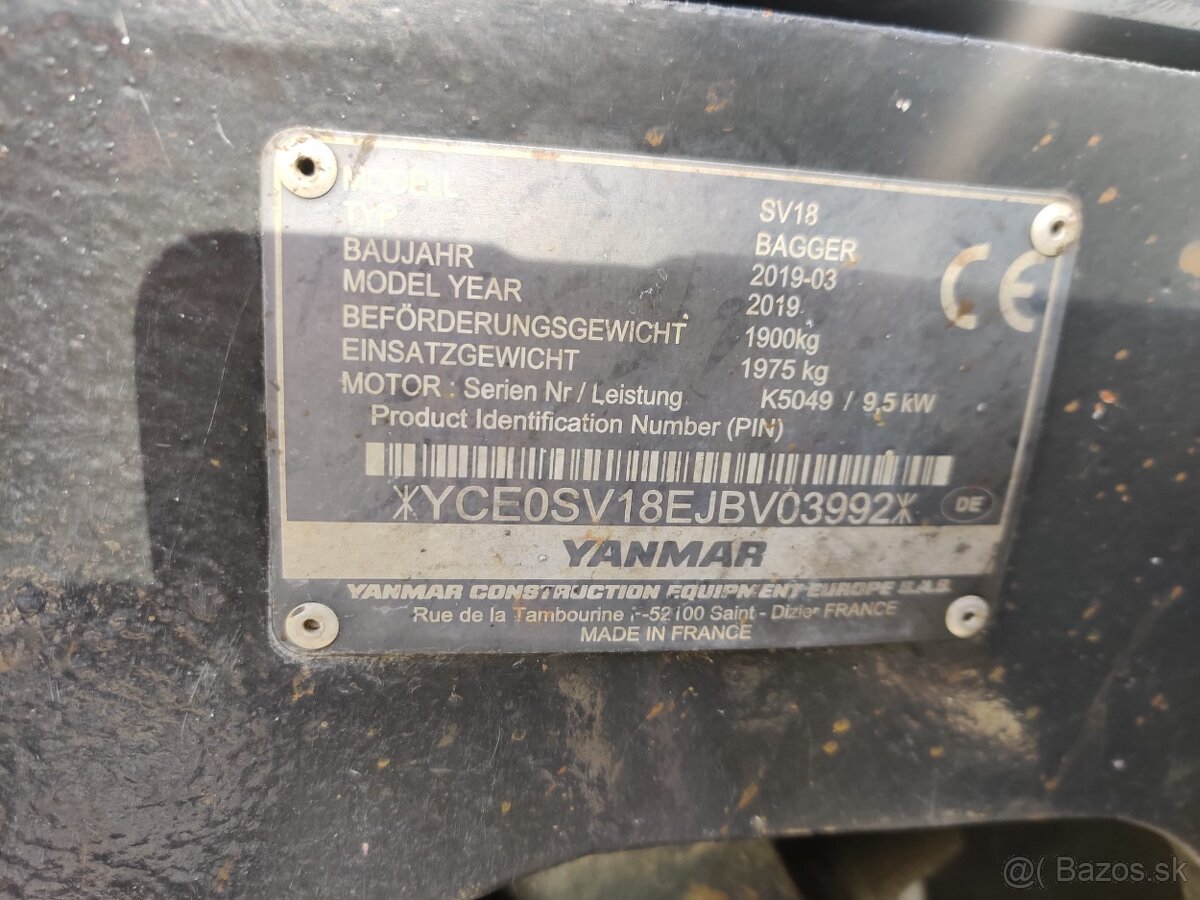 MODELL SV18
TYP BAGGER
BAUJAHR 2019-03
MODEL YEAR 2019
BEFÖRDERUNGSGEWICHT 1900kg
EINSATZGEWICHT 1975 kg
MOTOR : Serien Nr / Leistung K5049 / 9,5 kW
Product Identification Number (PIN)
*YCE0SV18EJBV03992*
DE
CE
YANMAR
YANMAR CONSTRUCTION EQUIPMENT EUROPE S.A.S.
Rue de la Tambourine -52100 Saint - Dizier FRANCE
MADE IN FRANCE
@( Bazos.sk